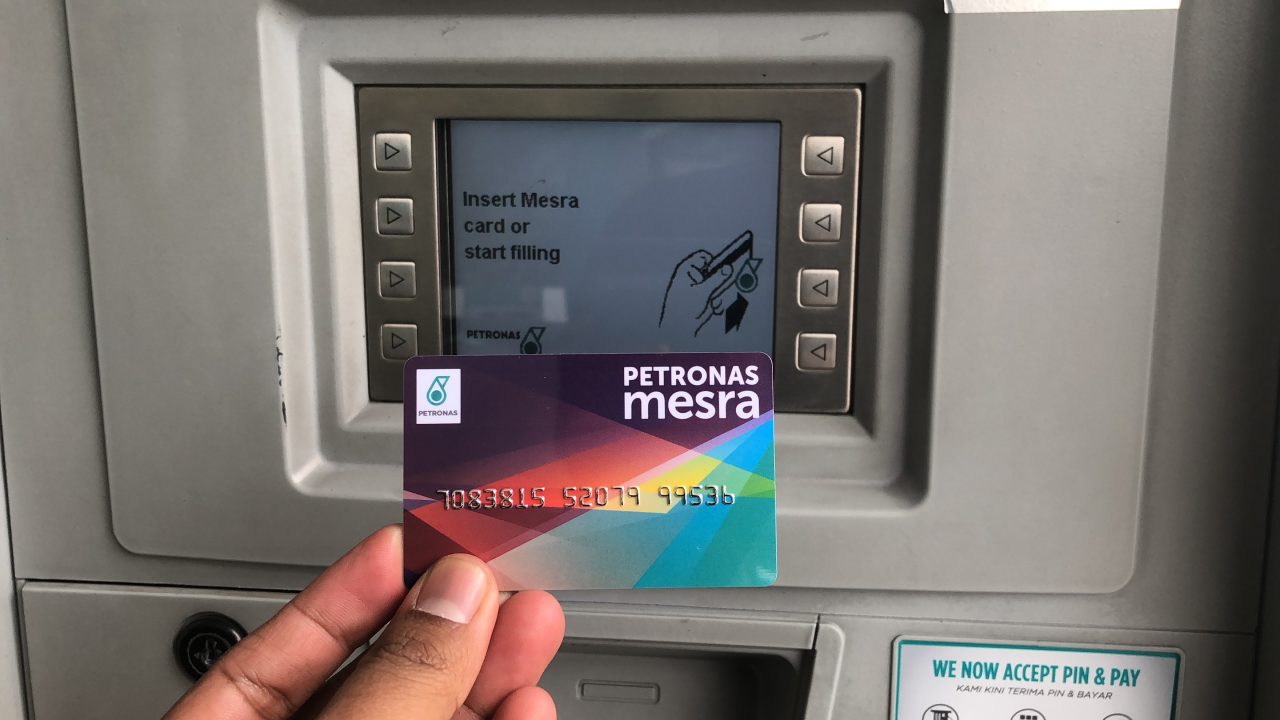 Insert Mesra
card or
start filling
PETRONAS
PETRONAS
PETRONAS
mesra
7083815 52079 99536
WE NOW ACCEPT PIN & PAY
KAMI KINI TERIMA PIN & BAYAR